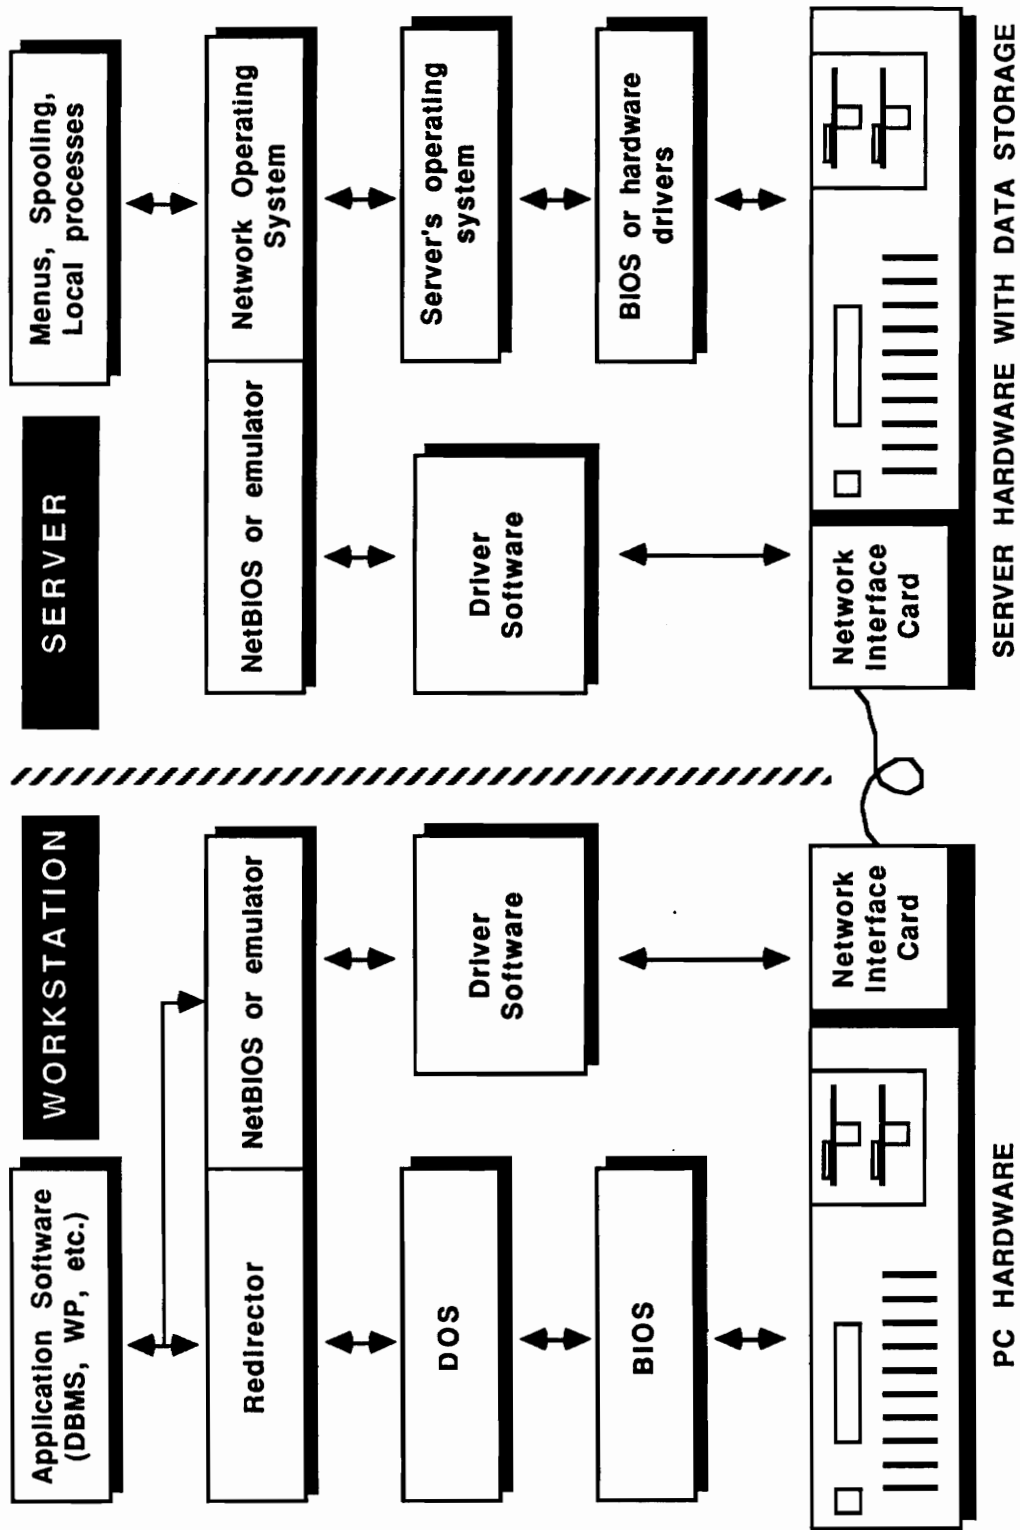 WORKSTATION
SERVER
Application Software
(DBMS, WP, etc.)
Menus, Spooling,
Local processes
Redirector
NetBIOS or emulator
NetBIOS or emulator
Network Operating
System
DOS
Driver
Software
Driver
Software
Server's operating
system
BIOS
BIOS or hardware
drivers
Network
Interface
Card
Network
Interface
Card
PC HARDWARE
SERVER HARDWARE WITH DATA STORAGE